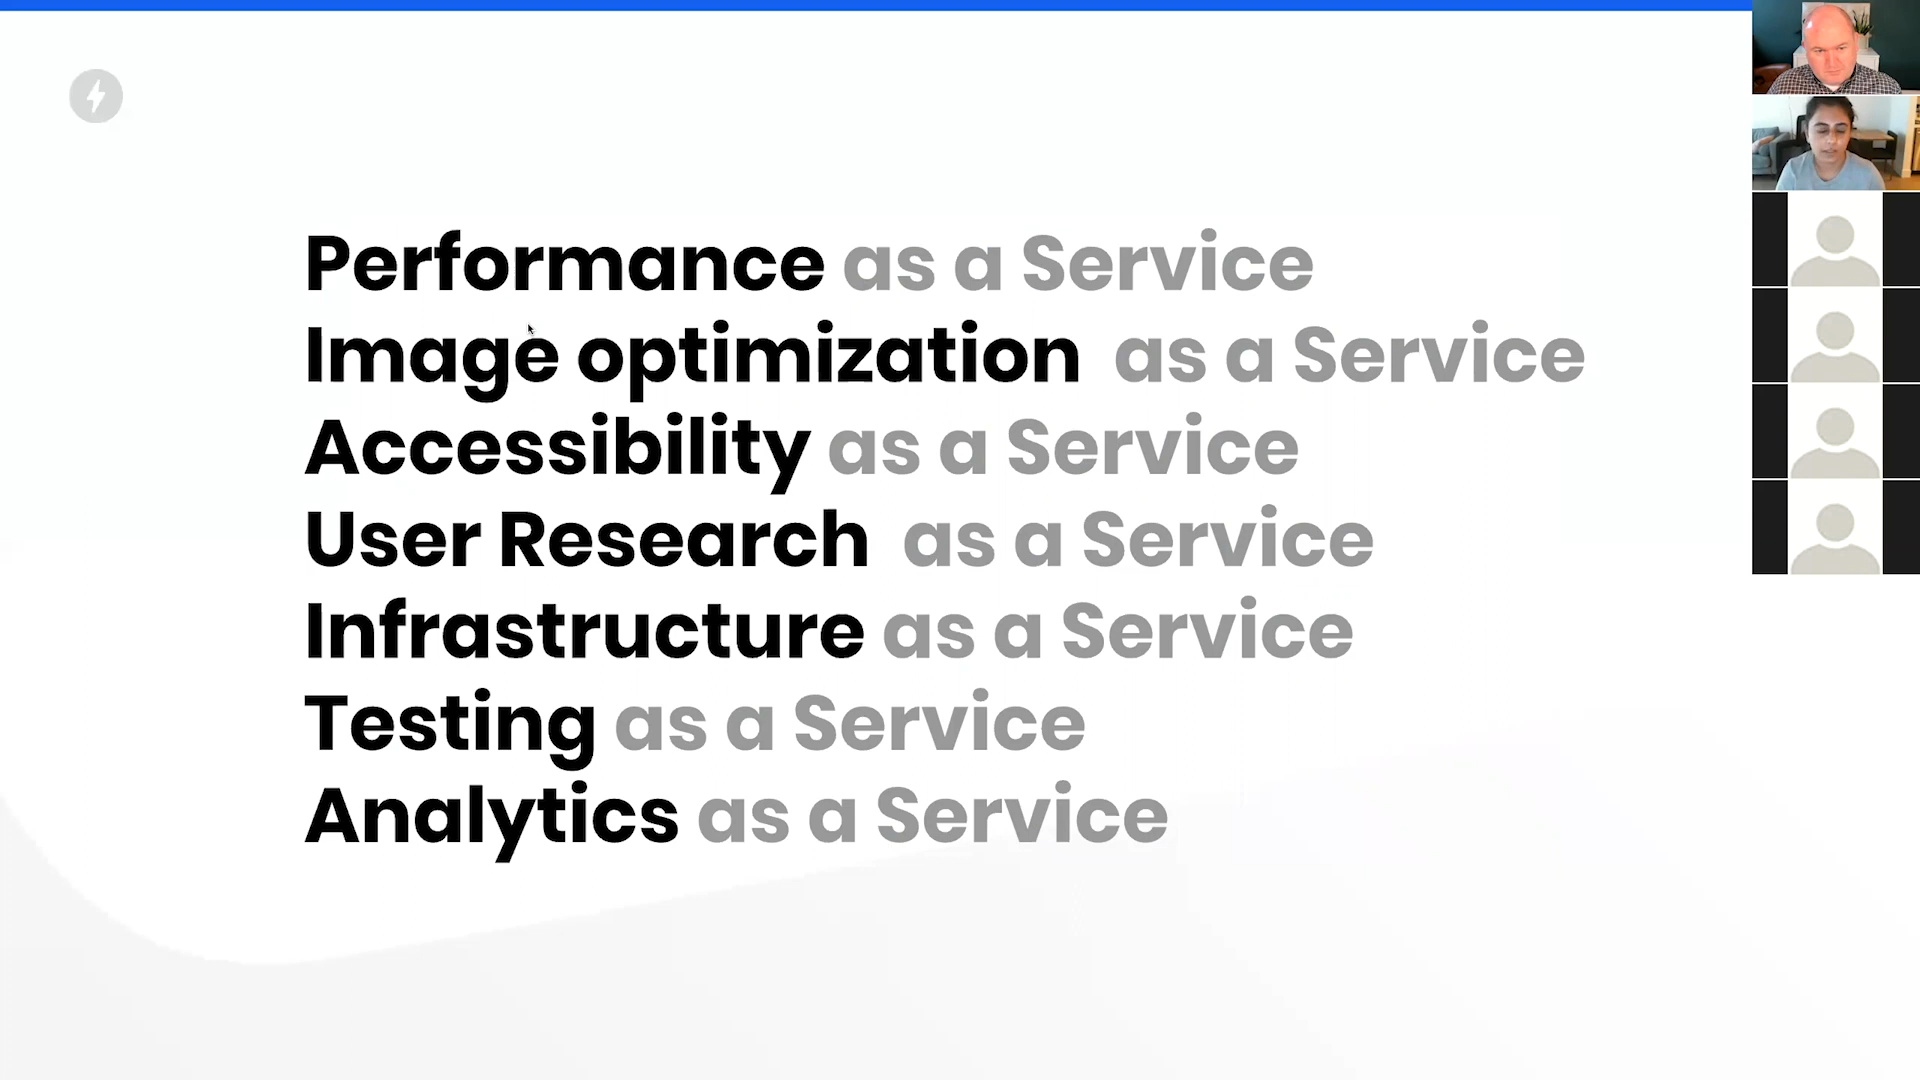 Performance as a Service
Image optimization as a Service
Accessibility as a Service
User Research as a Service
Infrastructure as a Service
Testing as a Service
Analytics as a Service